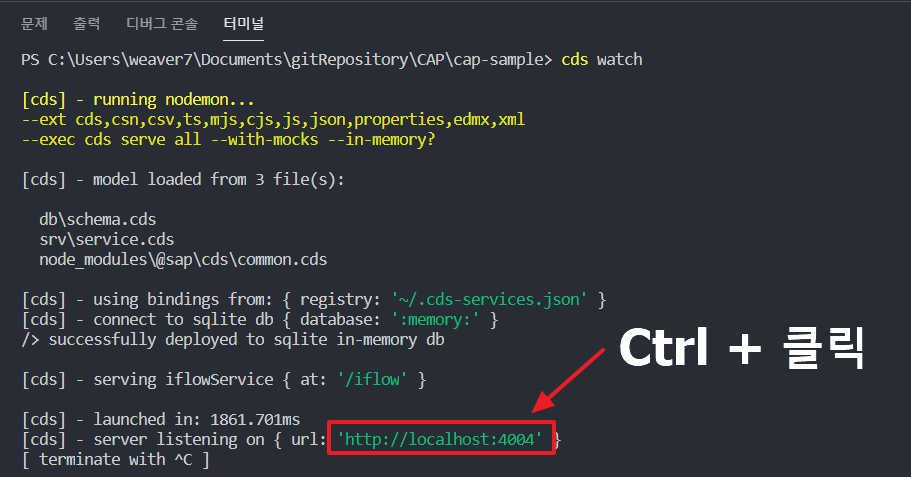 문제 출력 디버그 콘솔 터미널
PS C:\Users\weaver7\Documents\gitRepository\CAP\cap-sample> cds watch
[cds] - running nodemon...
--ext cds,csn,csv,ts,mjs,cjs,js,json,properties,edmx,xml
--exec cds serve all --with-mocks --in-memory?
[cds] - model loaded from 3 file(s):
db\schema.cds
srv\service.cds
node_modules\@sap\cds\common.cds
[cds] - using bindings from: { registry: '~/.cds-services.json' }
[cds] - connect to sqlite db { database: ':memory:' }
/> successfully deployed to sqlite in-memory db
Ctrl + 클릭
[cds] - serving iflowService { at: '/iflow' }
[cds] - launched in: 1861.701ms
[cds] - server listening on { url: 'http://localhost:4004' }
[ terminate with ^C ]